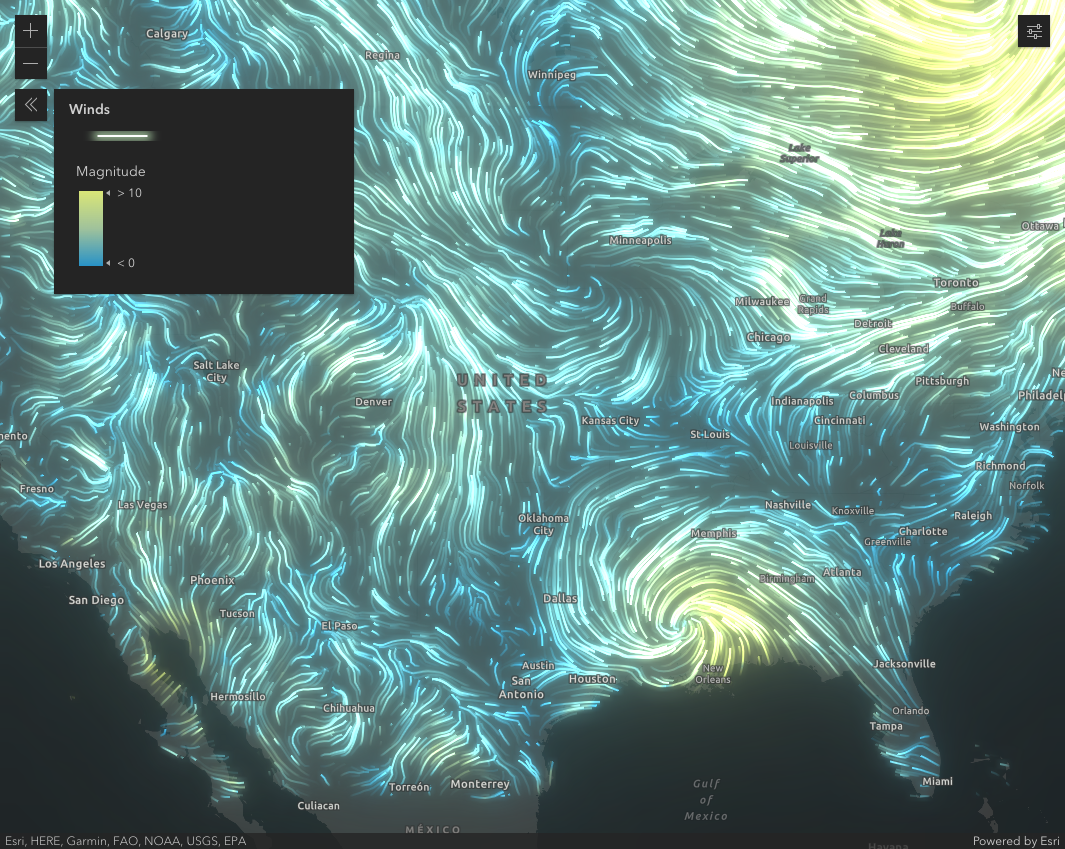 Calgary
Regina
Winnipeg
Winds
Magnitude
> 10
< 0
Lake
Superior
Lake
Huron
Ottawa
Minneapolis
Toronto
Milwaukee
Grand
Rapids
Buffalo
Detroit
Chicago
Cleveland
Salt Lake
City
UNITED
STATES
Denver
Pittsburgh
Ne
Columbus
Philadelp
Indianapolis
Kansas City
Cincinnati
St Louis
Washington
mento
Louisville
Richmond
Fresno
Norfolk
Las Vegas
Nashville
Knoxville
Raleigh
Oklahoma
City
Memphis
Charlotte
Greenville
Los Angeles
Phoenix
Birmingham
Atlanta
San Diego
Dallas
Tucson
El Paso
Austin
Jacksonville
San
Antonio
Houston
New
Orleans
Hermosillo
Chihuahua
Orlando
Tampa
Torreón
Monterrey
Gulf
of
Mexico
Miami
Culiacan
MÉXICO
Esri, HERE, Garmin, FAO, NOAA, USGS, EPA
Powered by Esri
Havana